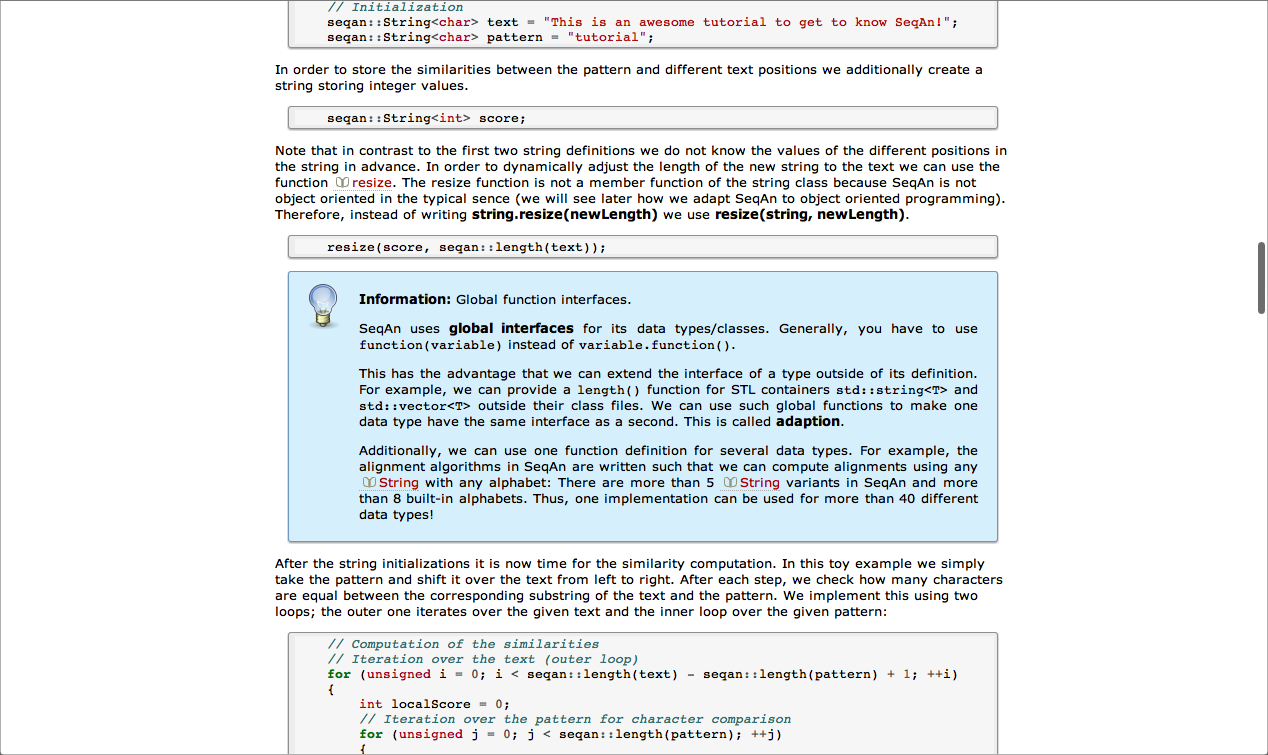 // Initialization
seqan::String<char> text = "This is an awesome tutorial to get to know SeqAn!";
seqan::String<char> pattern = "tutorial";
In order to store the similarities between the pattern and different text positions we additionally create a
string storing integer values.
seqan::String<int> score;
Note that in contrast to the first two string definitions we do not know the values of the different positions in
the string in advance. In order to dynamically adjust the length of the new string to the text we can use the
function resize. The resize function is not a member function of the string class because SeqAn is not
object oriented in the typical sence (we will see later how we adapt SeqAn to object oriented programming).
Therefore, instead of writing string.resize(newLength) we use resize(string, newLength).
resize(score, seqan::length(text));
Information: Global function interfaces.
SeqAn uses global interfaces for its data types/classes. Generally, you have to use
function(variable) instead of variable.function().
This has the advantage that we can extend the interface of a type outside of its definition.
For example, we can provide a length() function for STL containers std::string<T> and
std::vector<T> outside their class files. We can use such global functions to make one
data type have the same interface as a second. This is called adaption.
Additionally, we can use one function definition for several data types. For example, the
alignment algorithms in SeqAn are written such that we can compute alignments using any
String with any alphabet: There are more than 5 String variants in SeqAn and more
than 8 built-in alphabets. Thus, one implementation can be used for more than 40 different
data types!
After the string initializations it is now time for the similarity computation. In this toy example we simply
take the pattern and shift it over the text from left to right. After each step, we check how many characters
are equal between the corresponding substring of the text and the pattern. We implement this using two
loops; the outer one iterates over the given text and the inner loop over the given pattern:
// Computation of the similarities
// Iteration over the text (outer loop)
for (unsigned i = 0; i < seqan::length(text) - seqan::length(pattern) + 1; ++i)
{
int localScore = 0;
// Iteration over the pattern for character comparison
for (unsigned j = 0; j < seqan::length(pattern); ++j)
{